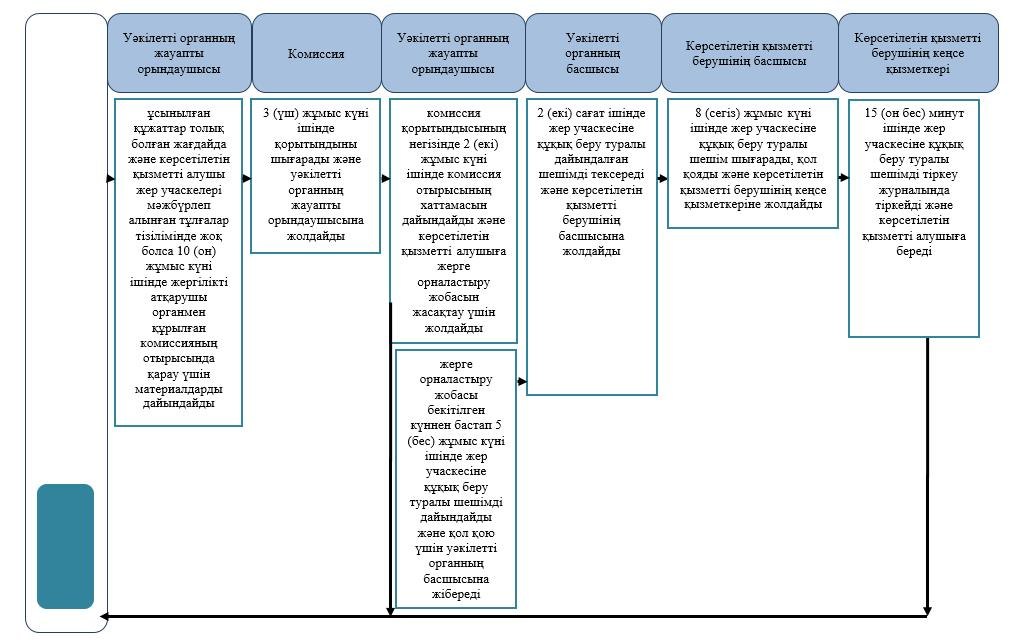 Уәкілетті органның
жауапты
орындаушысы
Комиссия
Уәкілетті органның
жауапты
орындаушысы
Уәкілетті
органның
басшысы
Көрсетілетін қызметті
берушінің басшысы
Көрсетілетін қызметті
берушінің кеңсе
қызметкері
ұсынылған
құжаттар толық
болған жағдайда
және көрсетілетін
қызметті алушы
жер учаскелері
мәжбүрлеп
алынған тұлғалар
тізілімінде жоқ
болса 10 (он)
жұмыс күні
ішінде жергілікті
атқарушы
органмен
құрылған
комиссияның
отырысында
қарау үшін
материалдарды
дайындайды
3 (үш) жұмыс күні
ішінде
қорытындыны
шығарады және
уәкілетті
органның
жауапты
орындаушысына
жолдайды
комиссия
қорытындысының
негізінде 2 (екі)
жұмыс күні
ішінде комиссия
отырысының
хаттамасын
дайындайды және
көрсетілетін
қызметті алушыға
жерге
орналастыру
жобасын
жасақтау үшін
жолдайды
жерге
орналастыру
жобасы
бекітілген
күннен бастап 5
(бес) жұмыс күні
ішінде жер
учаскесіне
құқық беру
туралы шешімді
дайындайды
және қол қою
үшін уәкілетті
органның
басшысына
жібереді
2 (екі) сағат ішінде
жер учаскесіне
құқық беру туралы
дайындалған
шешімді тексереді
және көрсетілетін
қызметті
берушінің
басшысына
жолдайды
8 (сегіз) жұмыс күні
ішінде жер учаскесіне
құқық беру туралы
шешім шығарады, қол
қояды және көрсетілетін
қызметті берушінің кеңсе
қызметкеріне жолдайды
15 (он бес) минут
ішінде жер
учаскесіне құқық
беру туралы
шешімді тіркеу
журналында
тіркейді және
көрсетілетін
қызметті алушыға
береді